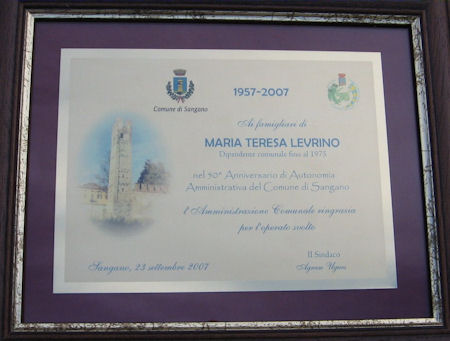 Comune di Sangano
1957-2007
Ai famigliari di
MARIA TERESA LEVRINO
Dipendente comunale fino al 1975
nel 50° Anniversario di Autonomia
Amministrativa del Comune di Sangano
l'Amministrazione Comunale ringrazia
per l'operato svolto
Sangano, 23 settembre 2007
Il Sindaco
Agnese Ugues